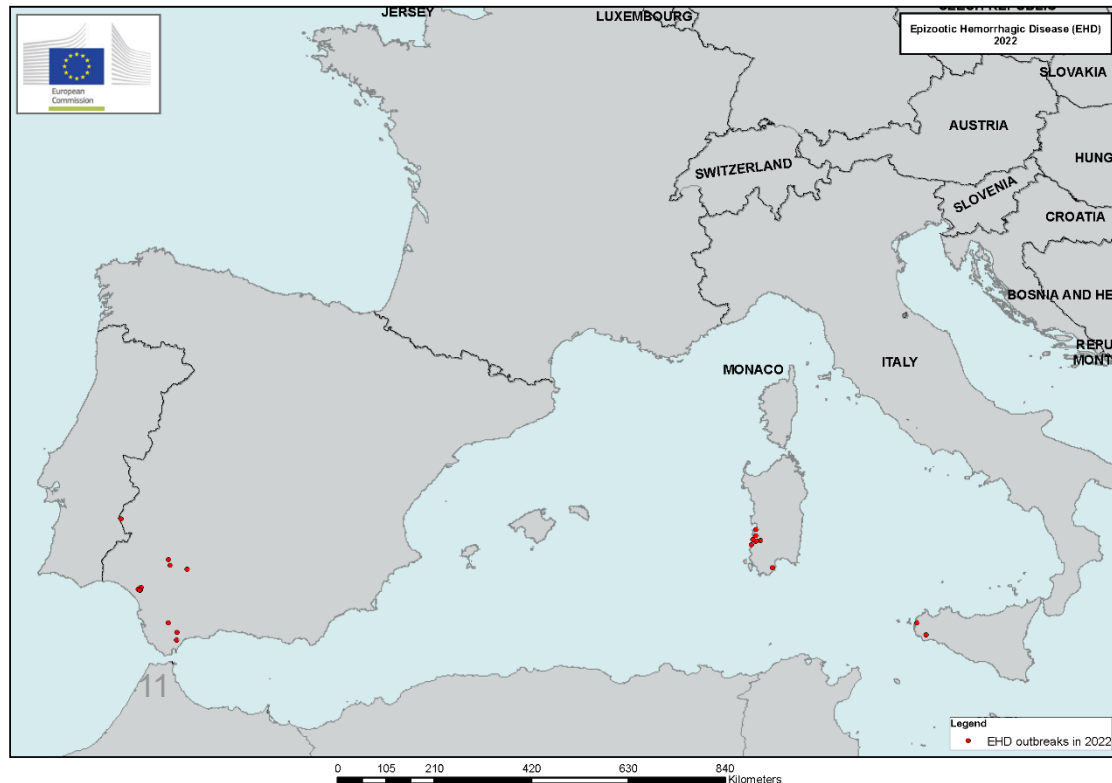 JERSEY
LUXEMBOURG
Epizootic Hemorrhagic Disease (EHD)
2022
European
Commission
SLOVAKIA
AUSTRIA
HUNG
SWITZERLAND
SLOVENIA
CROATIA
BOSNIA AND HE
REPU
MONT
ITALY
MONACO
11
Legend
EHD outbreaks in 2022
0 105 210 420 630 840
Kilometers